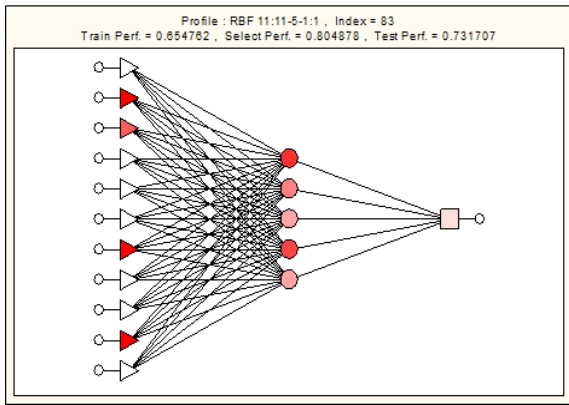 Profile : RBF 11:11-5-1:1 , Index = 83
Train Perf. = 0.654762 , Select Perf. = 0.804878 , Test Perf. = 0.731707